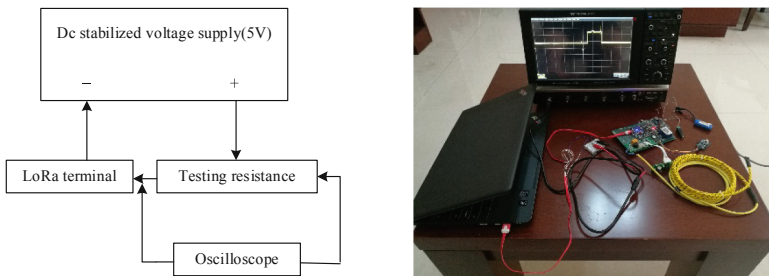 Dc stabilized voltage supply(5V)
− +
LoRa terminal
Testing resistance
Oscilloscope